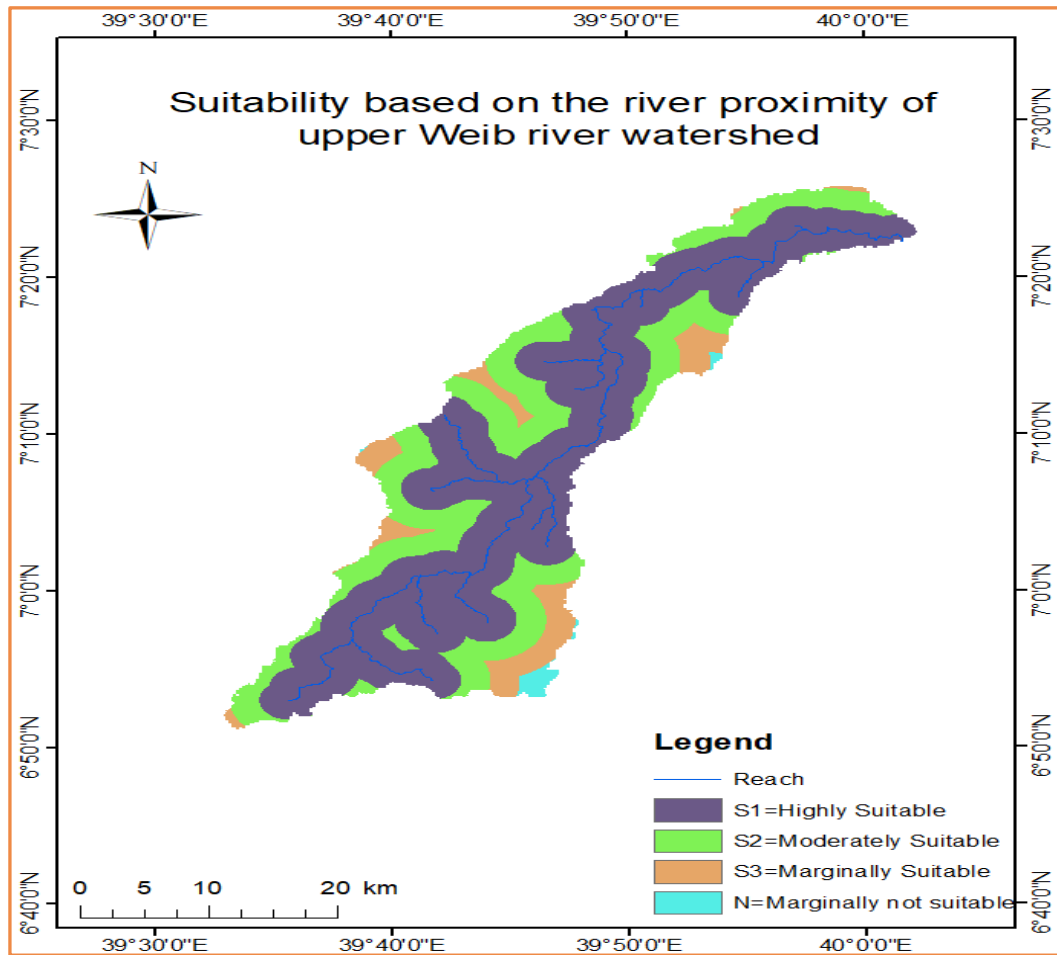 39°30'0"E 39°40'0"E 39°50'0"E 40°0'0"E
Suitability based on the river proximity of
upper Weib river watershed
N
7°30'0"N 7°30'0"N
7°20'0"N 7°20'0"N
7°10'0"N 7°10'0"N
7°0'0"N 7°0'0"N
6°50'0"N 6°50'0"N
6°40'0"N 6°40'0"N
Legend
Reach
S1=Highly Suitable
S2=Moderately Suitable
S3=Marginally Suitable
N=Marginally not suitable
0 5 10 20 km
39°30'0"E 39°40'0"E 39°50'0"E 40°0'0"E